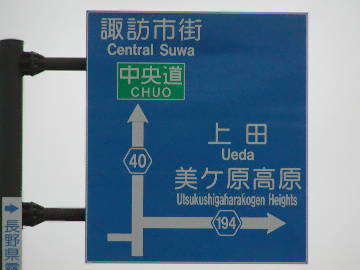 諏訪市街
Central Suwa
中央道
CHUO
40
上田
Ueda
美ケ原高原
Utsukushigaharakogen Heights
194
長野県